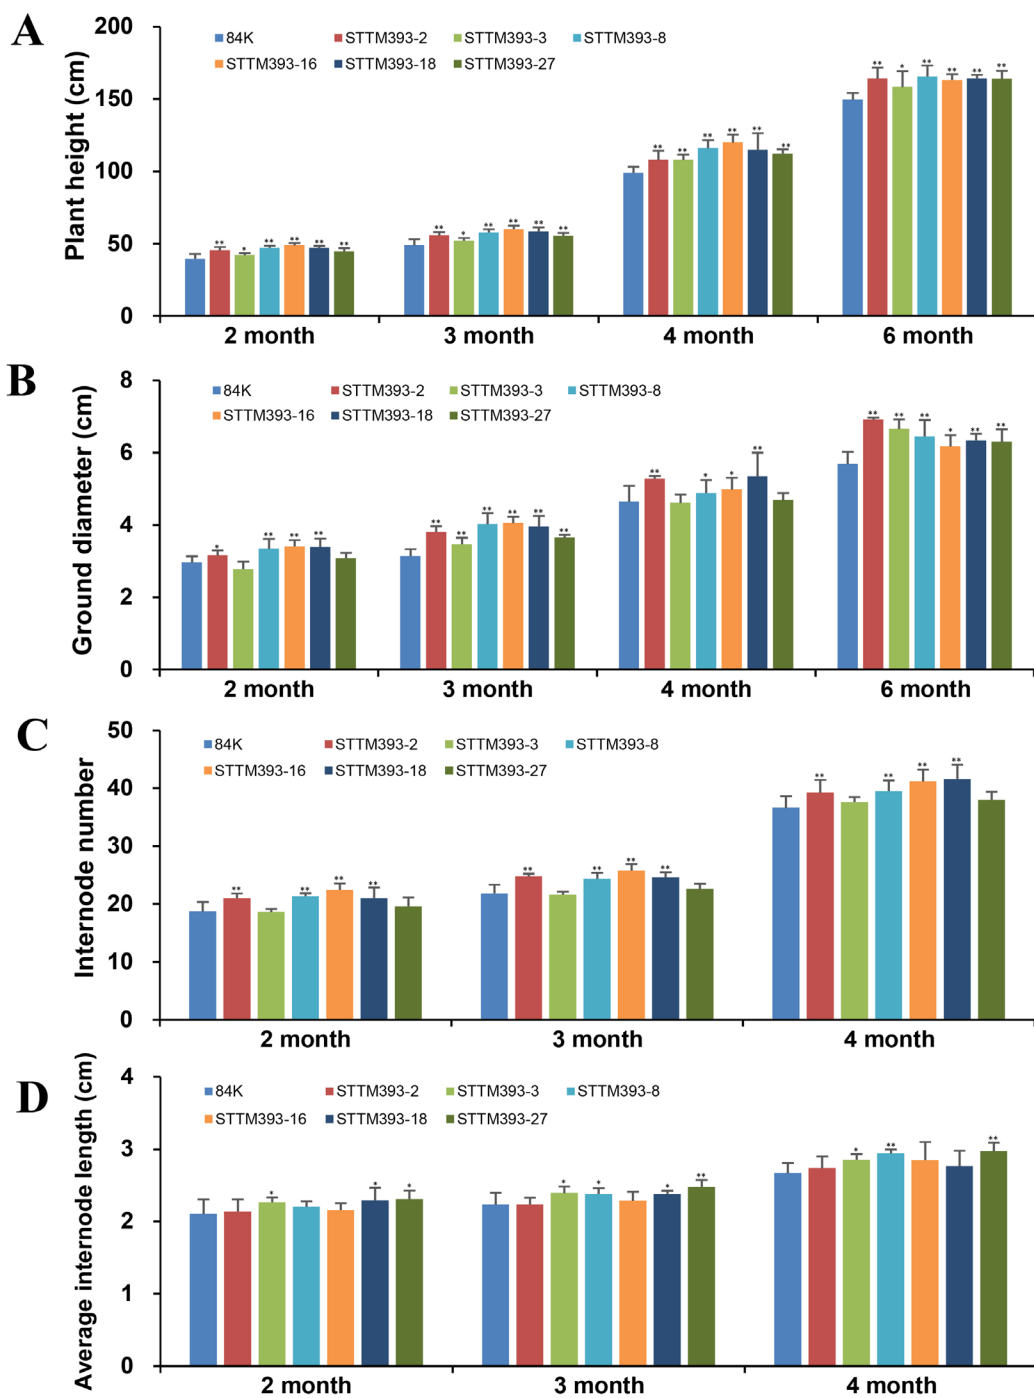 A
Plant height (cm)
200
150
100
50
0
84K STTM393-2 STTM393-3 STTM393-8
STTM393-16 STTM393-18 STTM393-27
** * ** ** ** **
** * ** ** ** **
** ** ** ** ** **
** * ** ** ** **
2 month 3 month 4 month 6 month
B
Ground diameter (cm)
8
6
4
2
0
84K STTM393-2 STTM393-3 STTM393-8
STTM393-16 STTM393-18 STTM393-27
* ** ** **
** ** ** ** ** **
** * * **
** ** ** * ** **
2 month 3 month 4 month 6 month
C
Internode number
50
40
30
20
10
0
84K STTM393-2 STTM393-3 STTM393-8
STTM393-16 STTM393-18 STTM393-27
** ** ** **
** ** ** **
** ** ** **
2 month 3 month 4 month
D
Average internode length (cm)
4
3
2
1
0
84K STTM393-2 STTM393-3 STTM393-8
STTM393-16 STTM393-18 STTM393-27
* * *
* * * **
* ** **
2 month 3 month 4 month